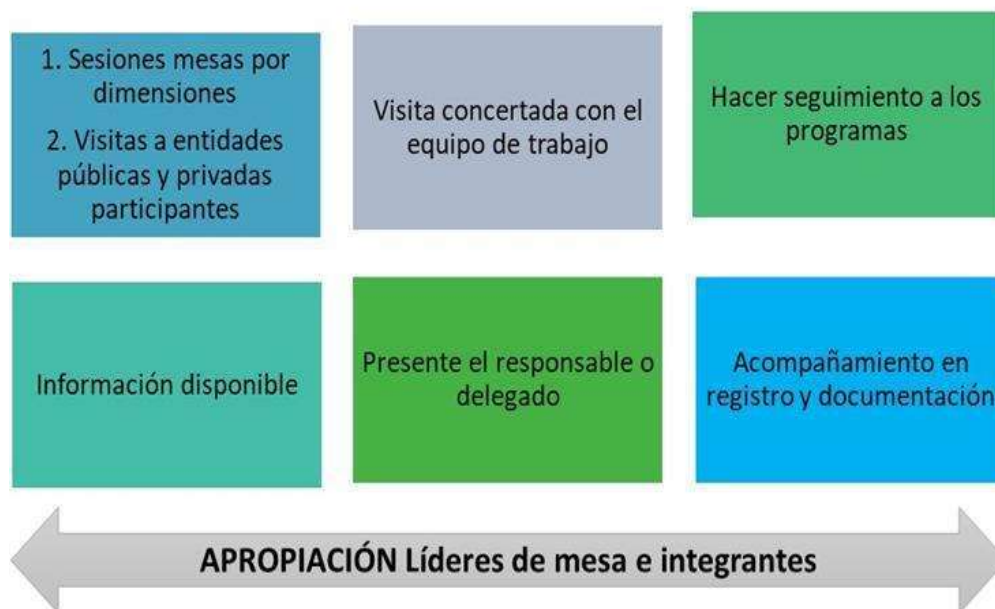 1. Sesiones mesas por
dimensiones
2. Visitas a entidades
públicas y privadas
participantes
Visita concertada con el
equipo de trabajo
Hacer seguimiento a los
programas
Información disponible
Presente el responsable o
delegado
Acompañamiento en
registro y documentación
APROPIACIÓN Líderes de mesa e integrantes